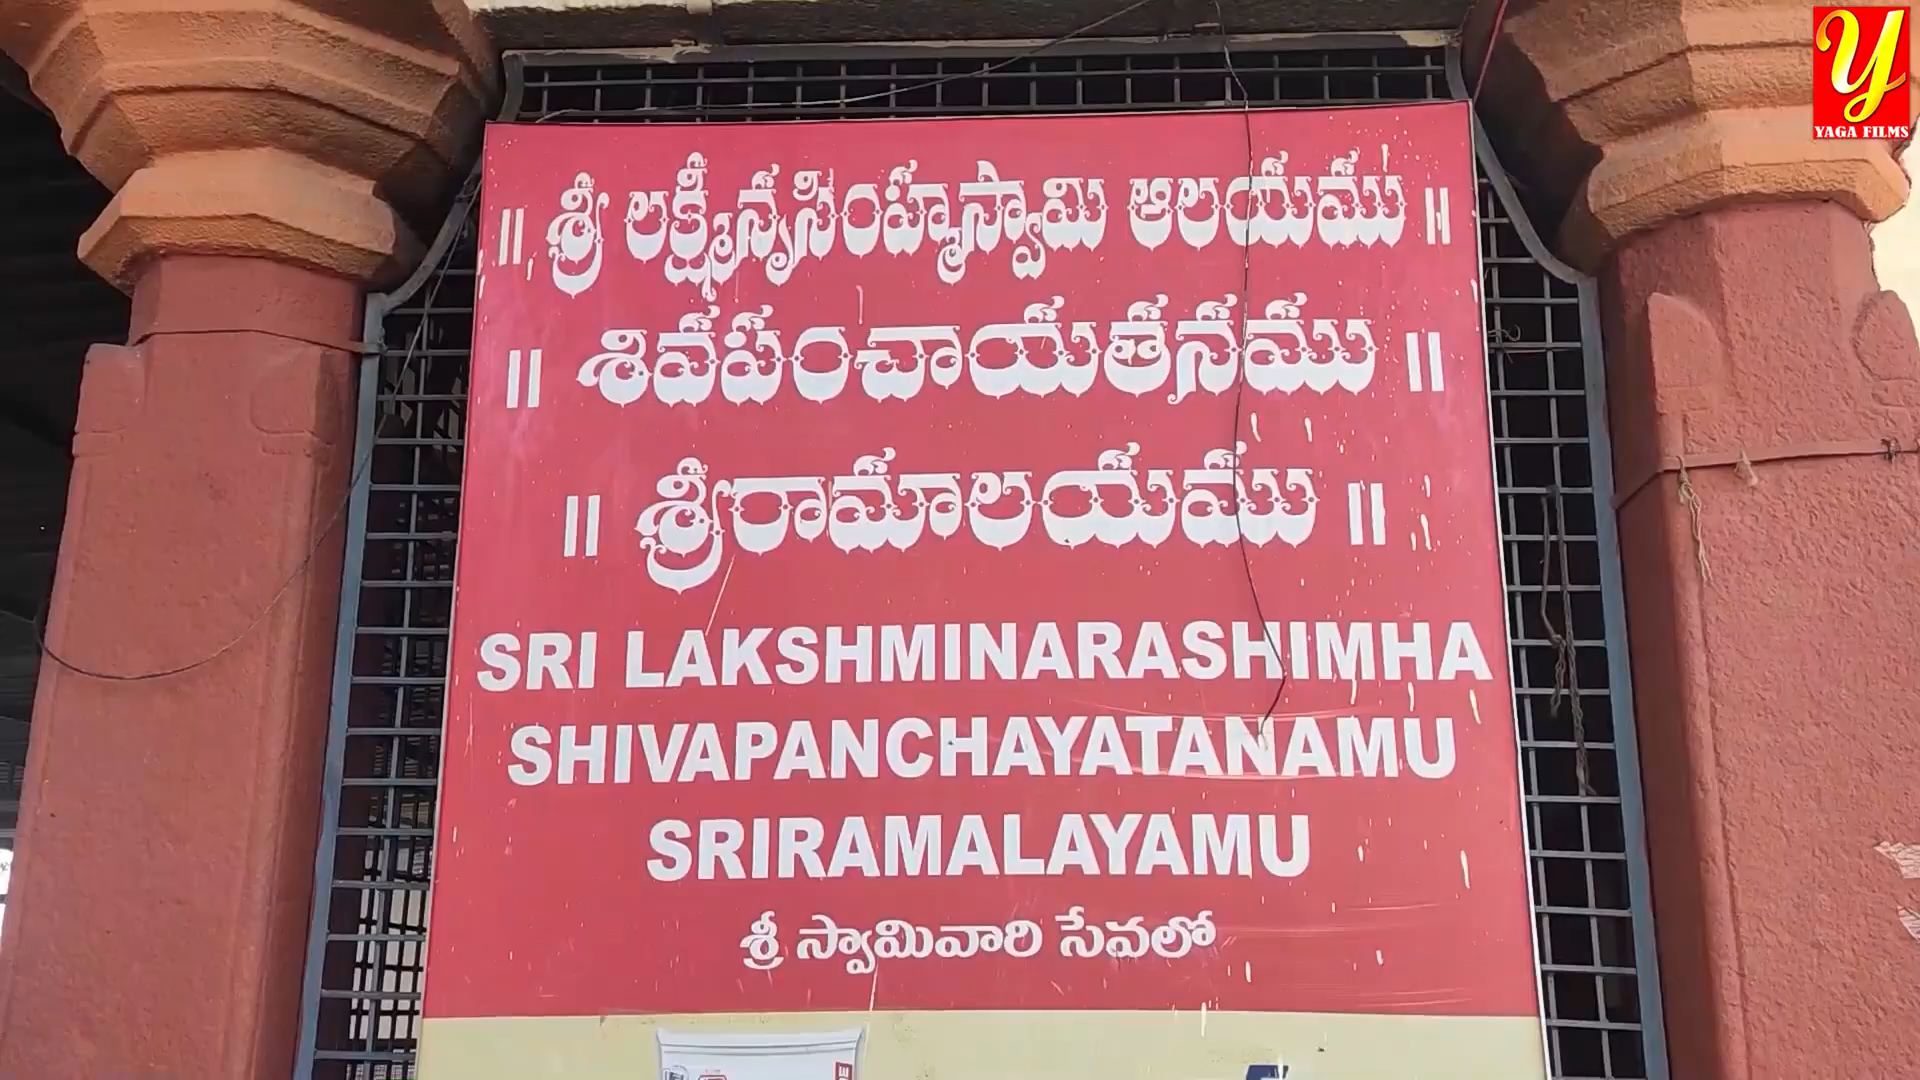 || శ్రీ లక్ష్మీనృసింహస్వామి ఆలయము ||
|| శివపంచాయతనము ||
|| శ్రీరామాలయము ||
SRI LAKSHMINARASHIMHA
SHIVAPANCHAYATANAMU
SRIRAMALAYAMU
శ్రీ స్వామివారి సేవలో
Y
YAGA FILMS